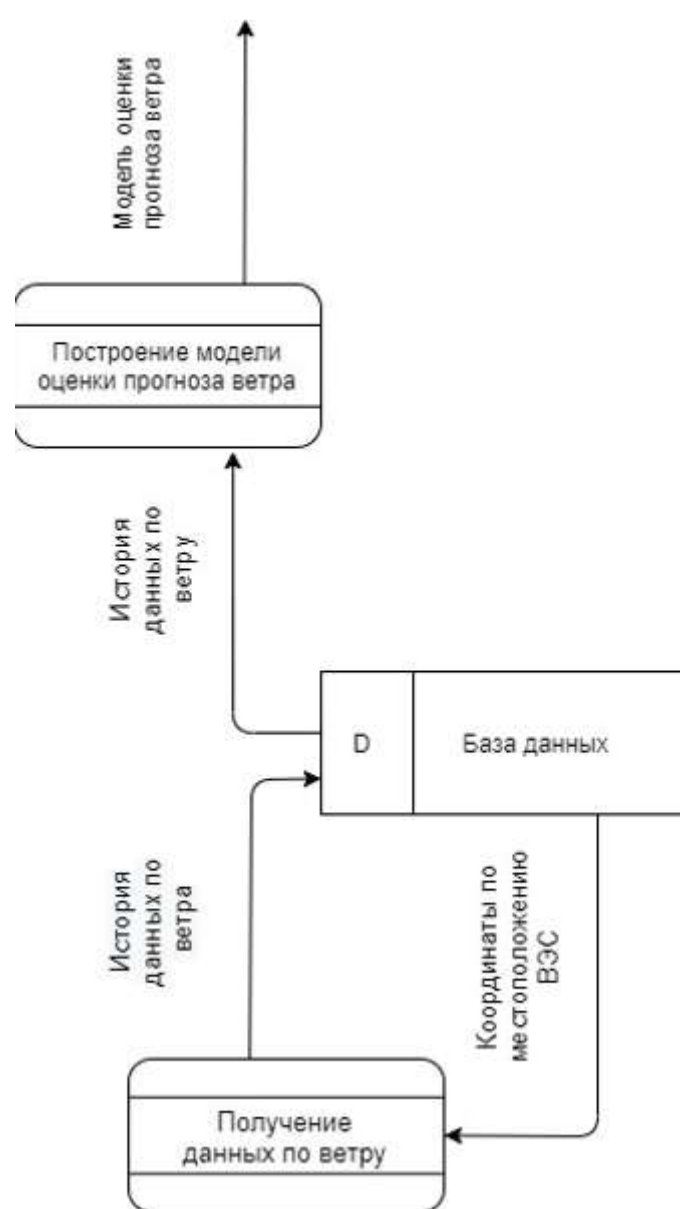 Модель оценки
прогноза ветра
Построение модели
оценки прогноза ветра
История
данных по
ветру
D
База данных
История
данных по
ветра
Координаты по
местоположению
ВЭС
Получение
данных по ветру